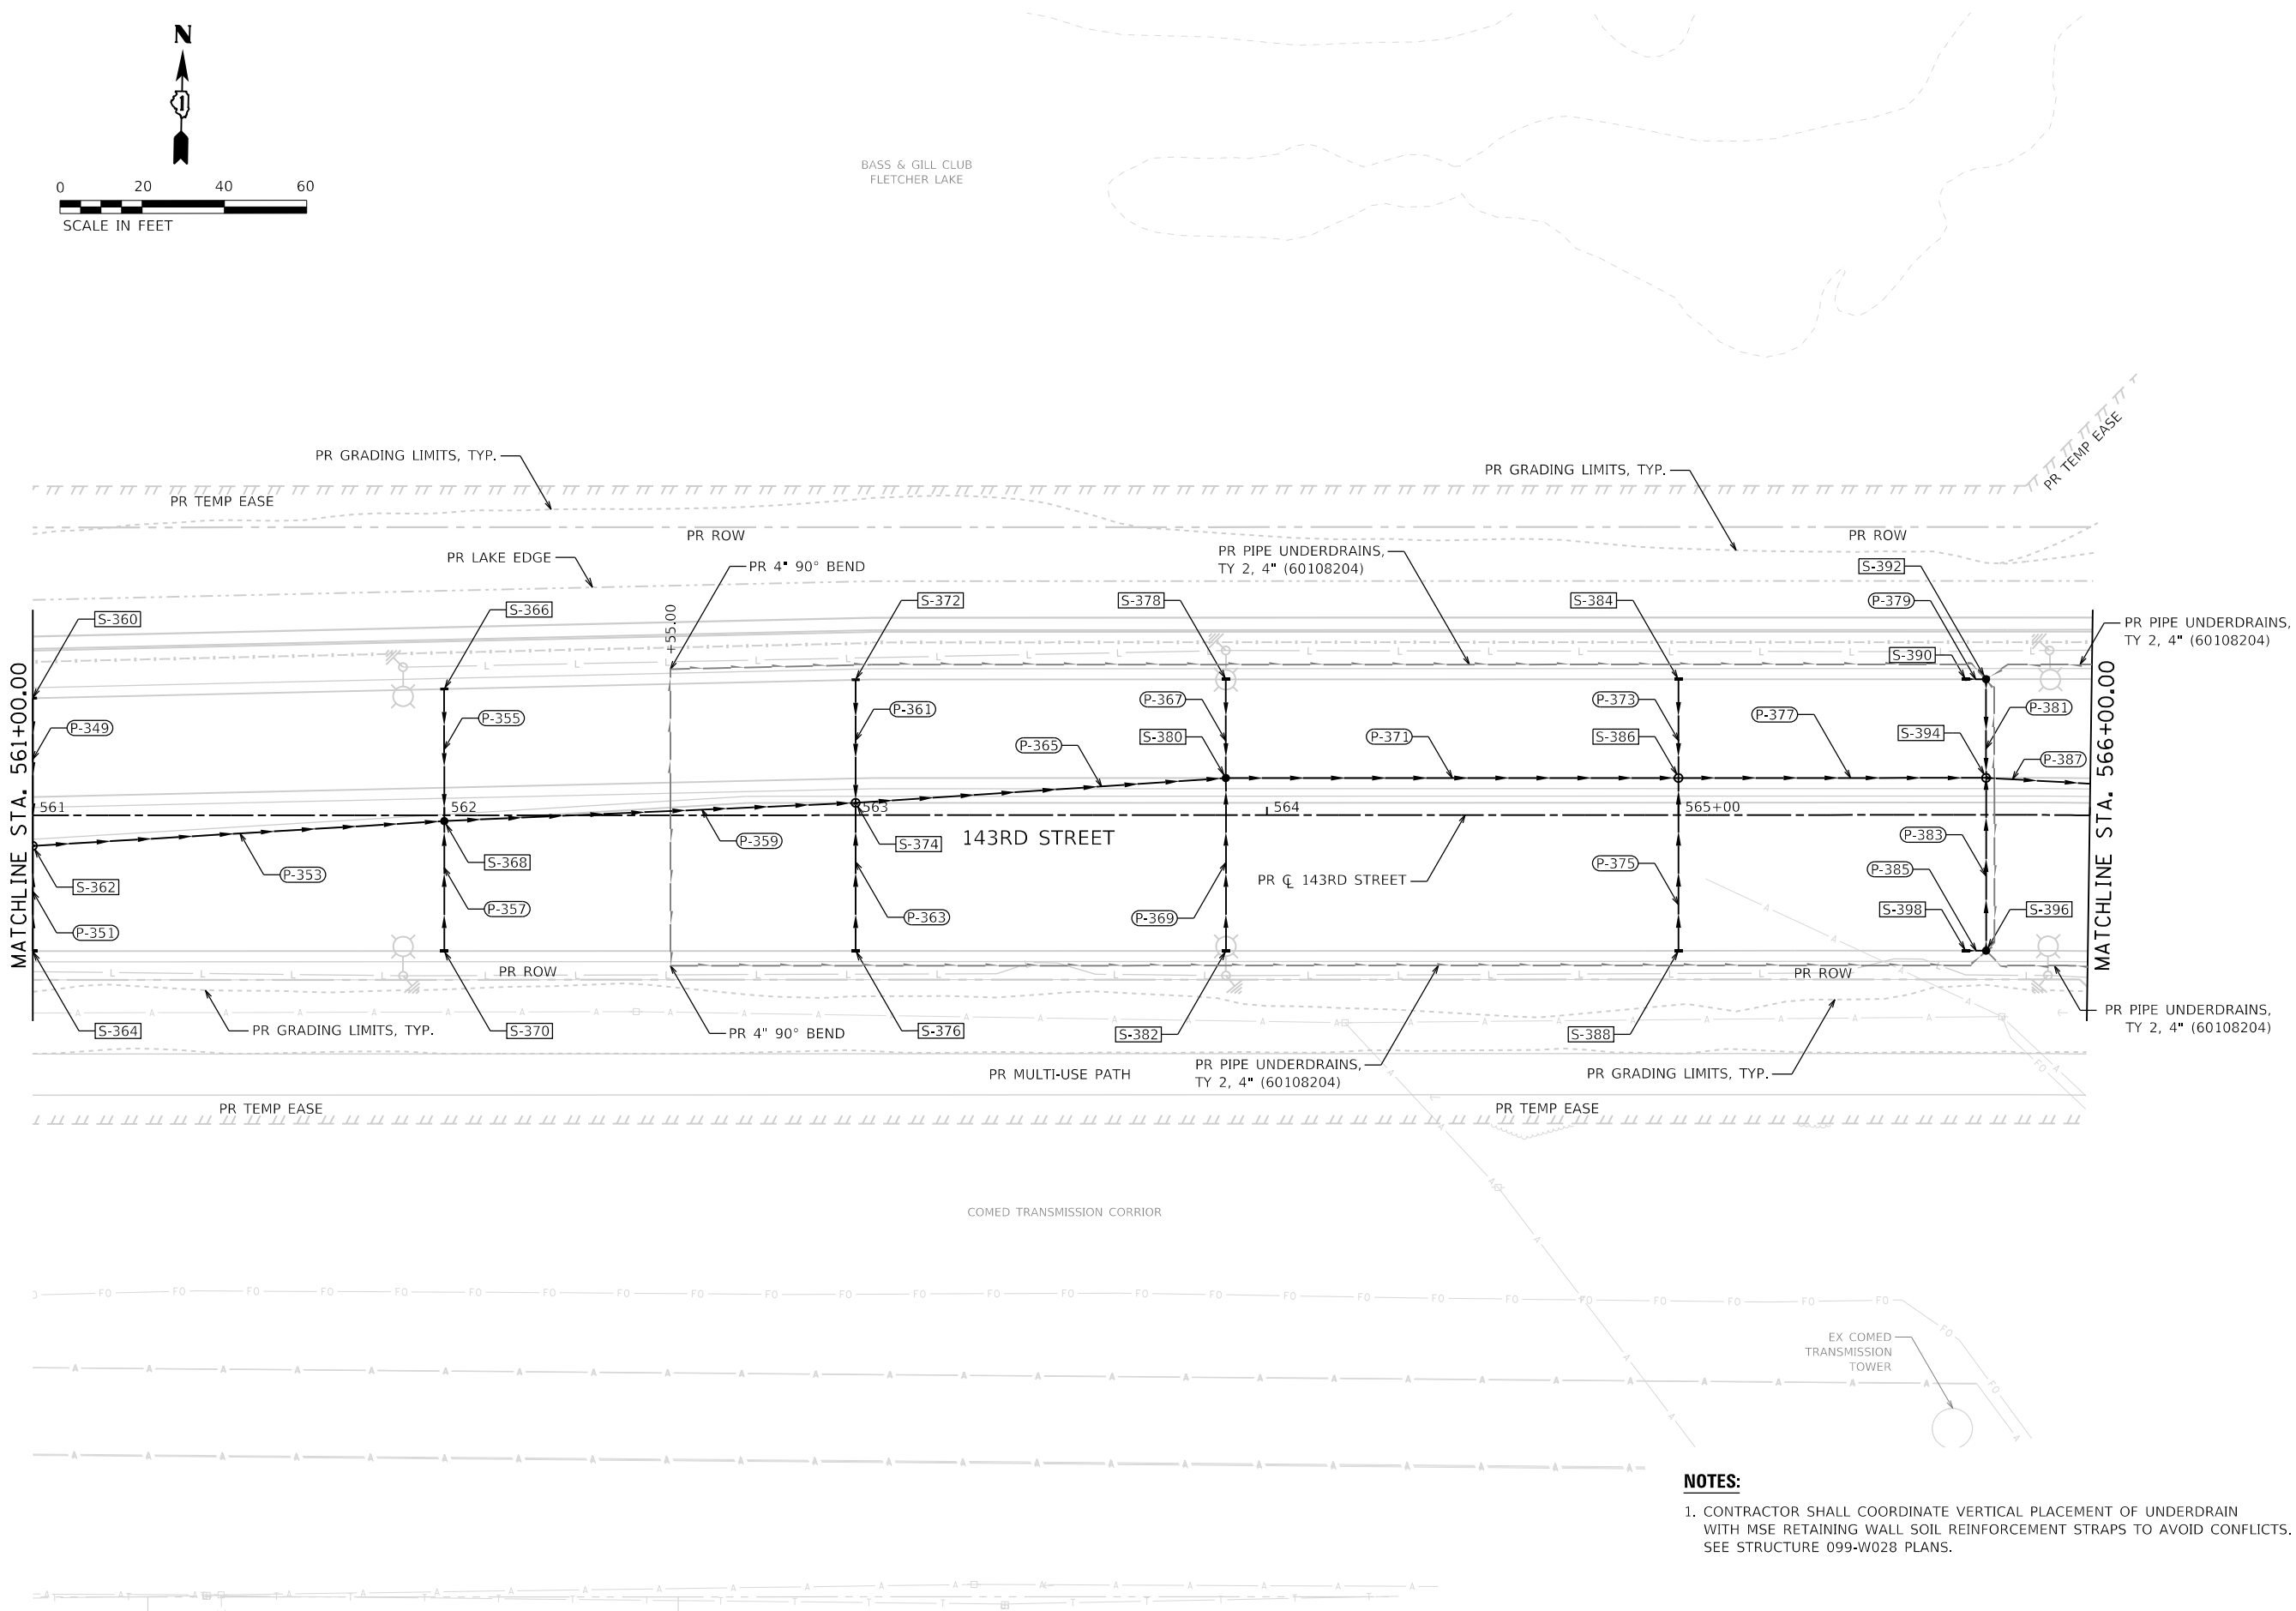 N
1
0 20 40 60
SCALE IN FEET
BASS & GILL CLUB
FLETCHER LAKE
PR GRADING LIMITS, TYP.
PR GRADING LIMITS, TYP.
PR TEMP EASE
PR TEMP EASE
PR ROW
PR ROW
PR LAKE EDGE
PR 4" 90° BEND
PR PIPE UNDERDRAINS,
TY 2, 4" (60108204)
S-392
P-379
S-360
S-366
+55.00
S-372
S-378
S-384
PR PIPE UNDERDRAINS,
TY 2, 4" (60108204)
S-390
MATCHLINE STA. 561+00.00
P-349
P-355
P-361
P-367
P-373
P-377
P-381
S-380
P-371
S-386
S-394
P-365
P-387
MATCHLINE STA. 566+00.00
561
562
563
564
565+00
P-359
S-374
143RD STREET
P-383
S-368
P-353
S-362
PR ℄ 143RD STREET
P-375
P-385
P-357
P-363
P-369
S-398
S-396
P-351
PR ROW
PR ROW
S-364
PR GRADING LIMITS, TYP.
S-370
PR 4" 90° BEND
S-376
S-382
S-388
PR PIPE UNDERDRAINS,
TY 2, 4" (60108204)
PR PIPE UNDERDRAINS,
TY 2, 4" (60108204)
PR MULTI-USE PATH
PR GRADING LIMITS, TYP.
PR TEMP EASE
PR TEMP EASE
COMED TRANSMISSION CORRIOR
EX COMED
TRANSMISSION
TOWER
NOTES:
1. CONTRACTOR SHALL COORDINATE VERTICAL PLACEMENT OF UNDERDRAIN
WITH MSE RETAINING WALL SOIL REINFORCEMENT STRAPS TO AVOID CONFLICTS.
SEE STRUCTURE 099-W028 PLANS.